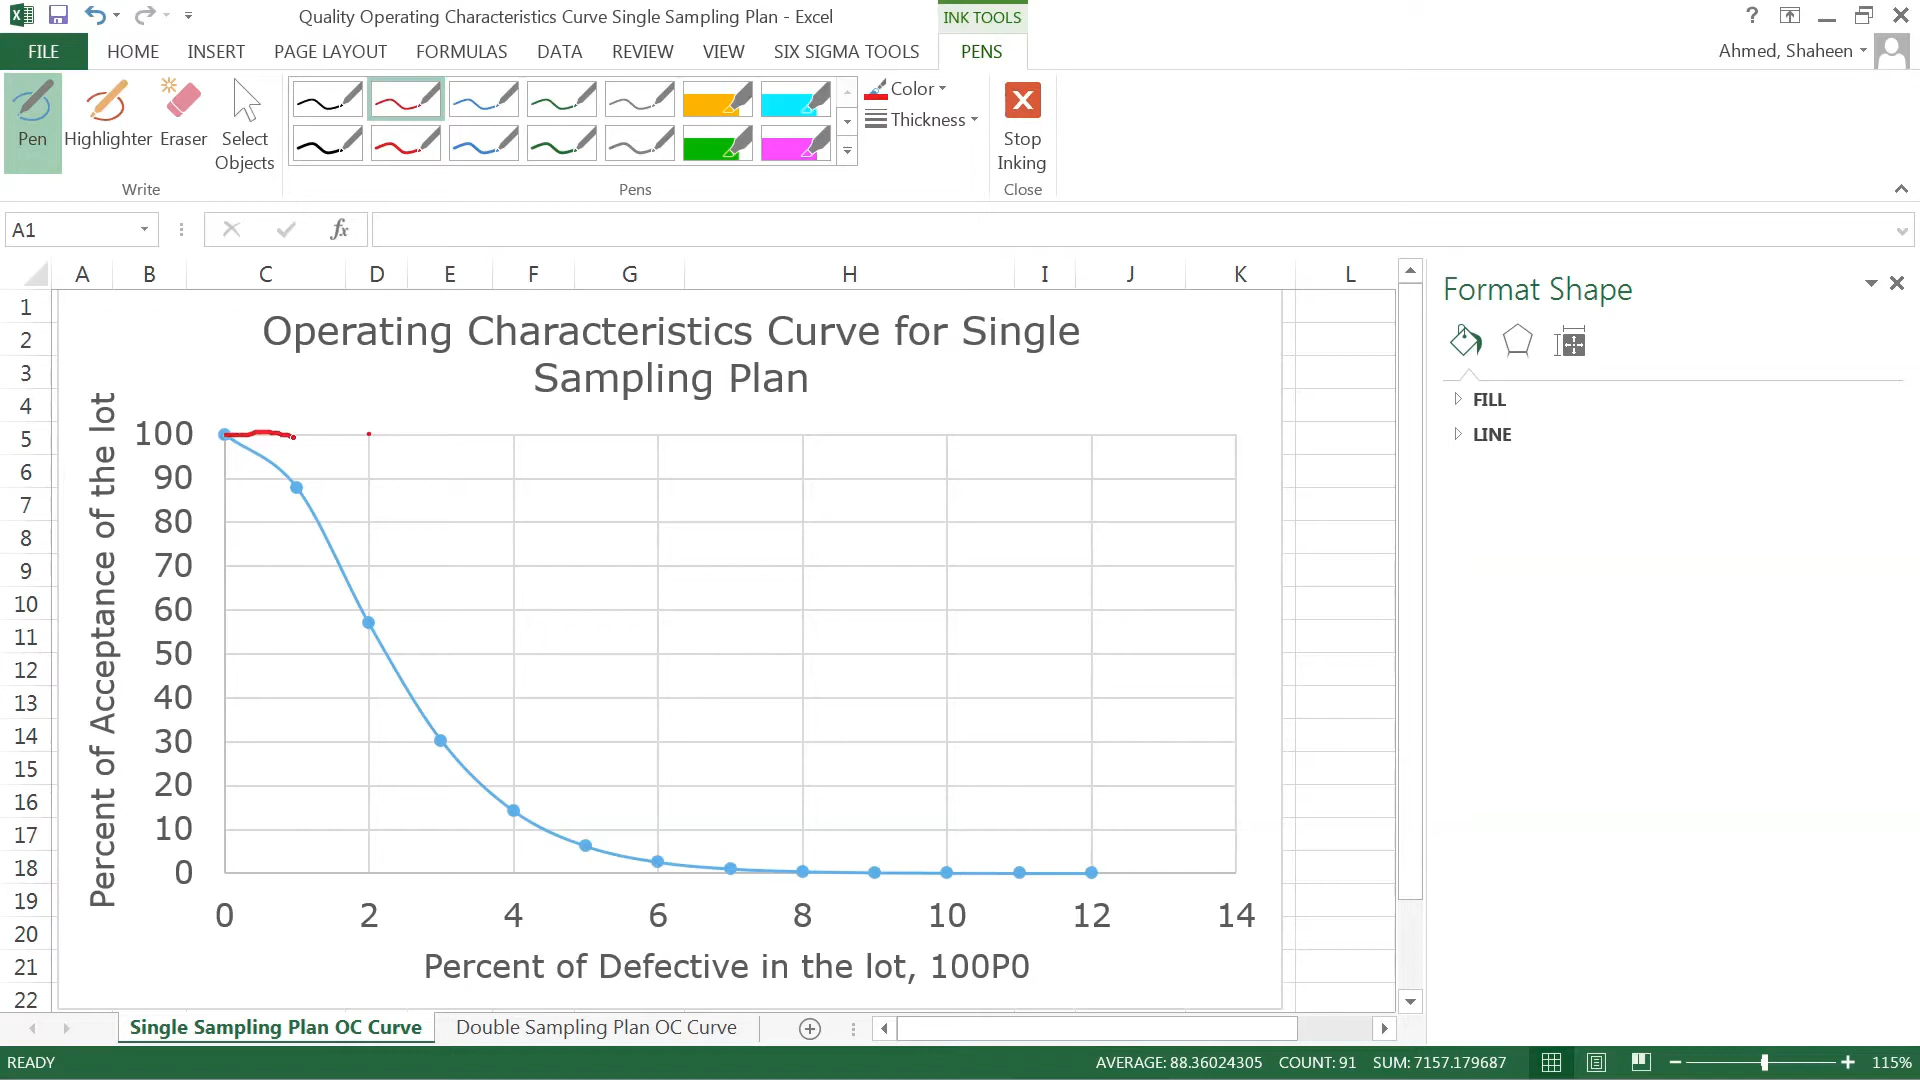 Quality Operating Characteristics Curve Single Sampling Plan - Excel
INK TOOLS
?
FILE HOME INSERT PAGE LAYOUT FORMULAS DATA REVIEW VIEW SIX SIGMA TOOLS PENS
Ahmed, Shaheen
Pen
Highlighter
Eraser
Select
Objects
Write
Pens
Color
Thickness
Stop
Inking
Close
A1
fx
A B C D E F G H I J K L
1
2
3
4
5
6
7
8
9
10
11
12
13
14
15
16
17
18
19
20
21
22
Operating Characteristics Curve for Single
Sampling Plan
Percent of Acceptance of the lot
100
90
80
70
60
50
40
30
20
10
0
0 2 4 6 8 10 12 14
Percent of Defective in the lot, 100P0
Format Shape
FILL
LINE
Single Sampling Plan OC Curve
Double Sampling Plan OC Curve
READY
AVERAGE: 88.36024305 COUNT: 91 SUM: 7157.179687
115%